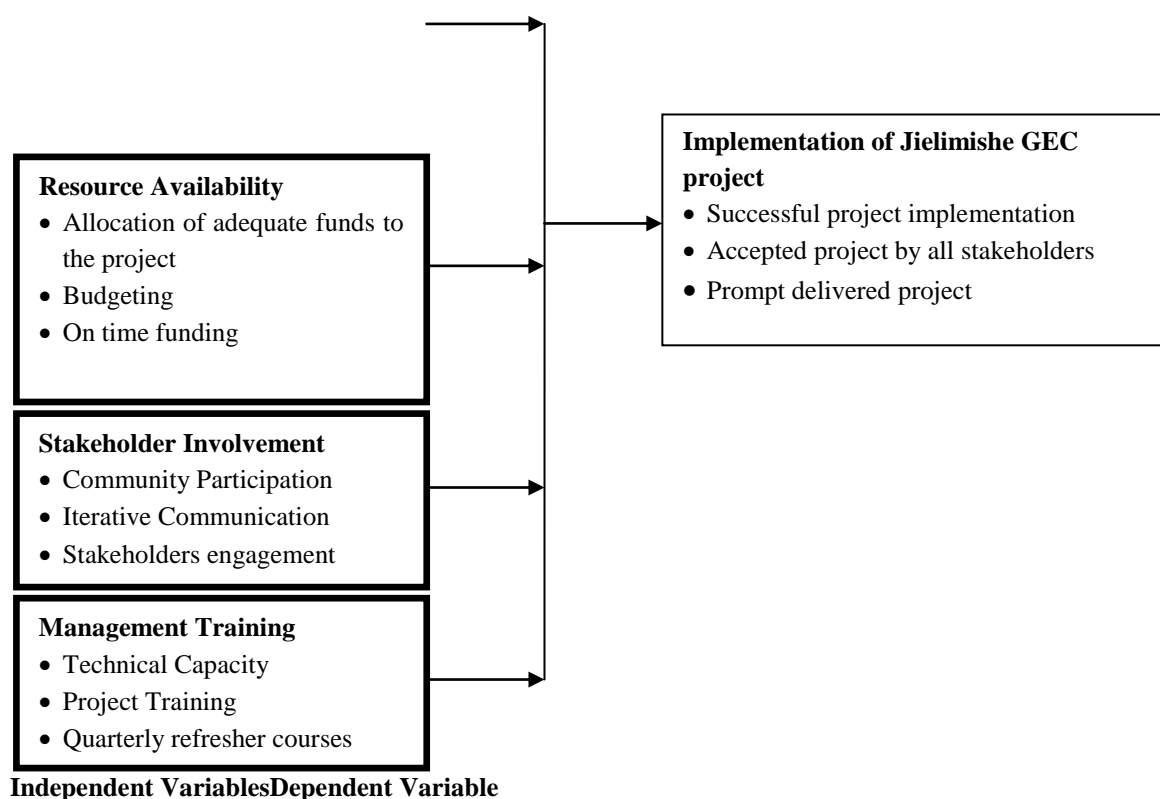 Resource Availability
• Allocation of adequate funds to
the project
• Budgeting
• On time funding
Stakeholder Involvement
• Community Participation
• Iterative Communication
• Stakeholders engagement
Management Training
• Technical Capacity
• Project Training
• Quarterly refresher courses
Implementation of Jielimishe GEC
project
• Successful project implementation
• Accepted project by all stakeholders
• Prompt delivered project
Independent VariablesDependent Variable